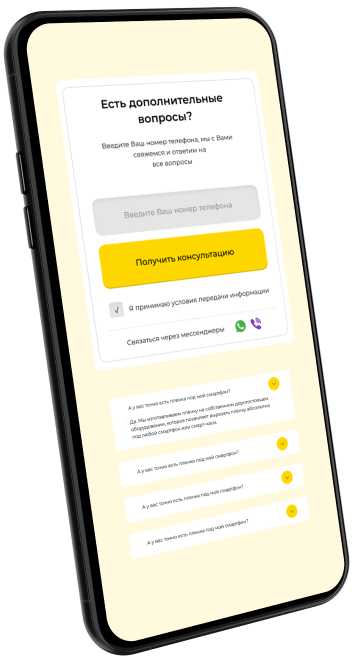 Есть дополнительные
вопросы?
Введите Ваш номер телефона, мы с Вами
свяжемся и ответим на
все вопросы
Введите Ваш номер телефона
Получить консультацию
Я принимаю условия передачи информации
Связаться через мессенджеры
А у вас точно есть пленка под мой смартфон?
Да. Мы изготавливаем плёнку на собственном дорогостоящем
оборудовании, которое позволяет вырезать пленку абсолютно
под любой смартфон или смарт-часы.
А у вас точно есть пленка под мой смартфон?
А у вас точно есть пленка под мой смартфон?
А у вас точно есть пленка под мой смартфон?